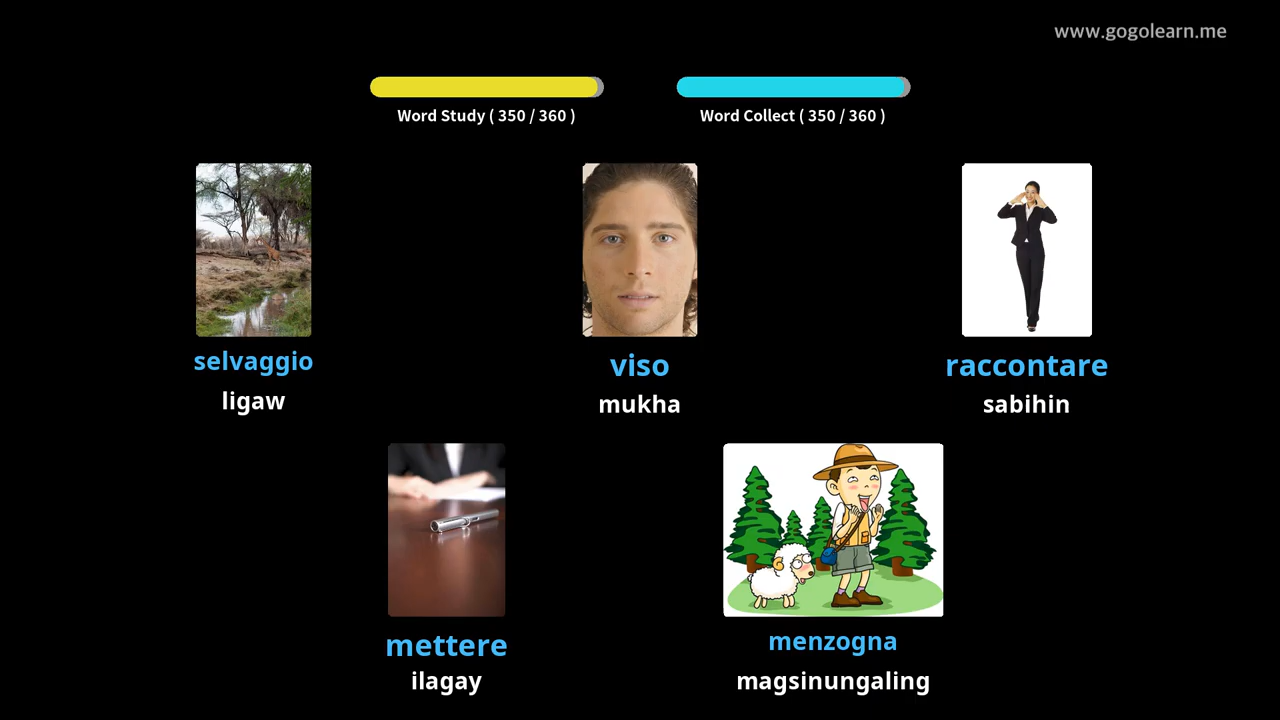 www.gogolearn.me
Word Study ( 350 / 360 )
Word Collect ( 350 / 360 )
selvaggio
ligaw
viso
mukha
raccontare
sabihin
mettere
ilagay
menzogna
magsinungaling